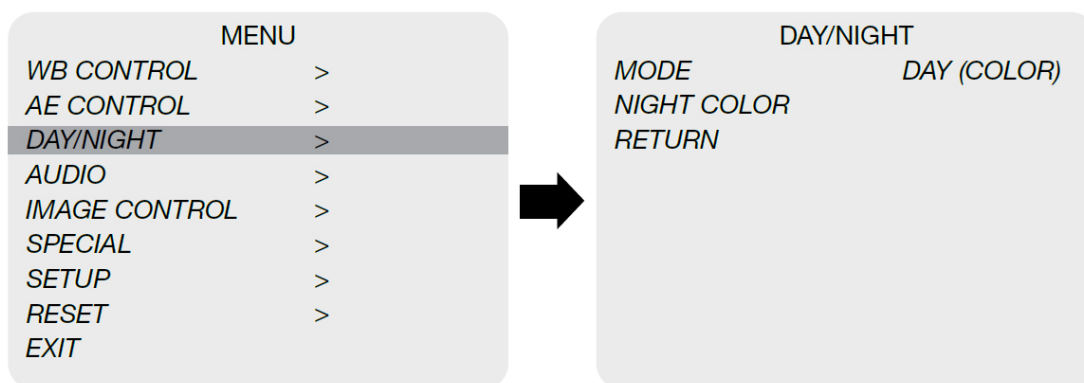 MENU
WB CONTROL >
AE CONTROL >
DAY/NIGHT >
AUDIO >
IMAGE CONTROL >
SPECIAL >
SETUP >
RESET >
EXIT
DAY/NIGHT
MODE DAY (COLOR)
NIGHT COLOR
RETURN